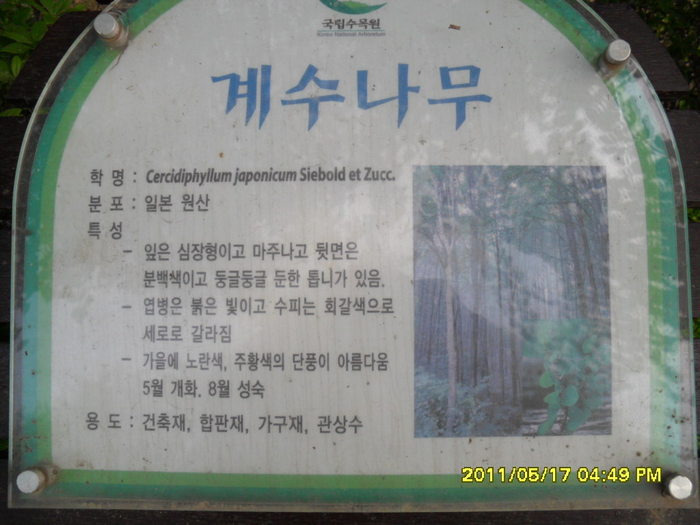 국립수목원
Korea National Arboretum
계수나무
학 명 : Cercidiphyllum japonicum Siebold et Zucc.
분 포 : 일본 원산
특 성
- 잎은 심장형이고 마주나고 뒷면은
분백색이고 둥글둥글 둔한 톱니가 있음.
- 엽병은 붉은 빛이고 수피는 회갈색으로
세로로 갈라짐
- 가을에 노란색, 주황색의 단풍이 아름다움
5월 개화. 8월 성숙
용 도 : 건축재, 합판재, 가구재, 관상수
2011/05/17 04:49 PM